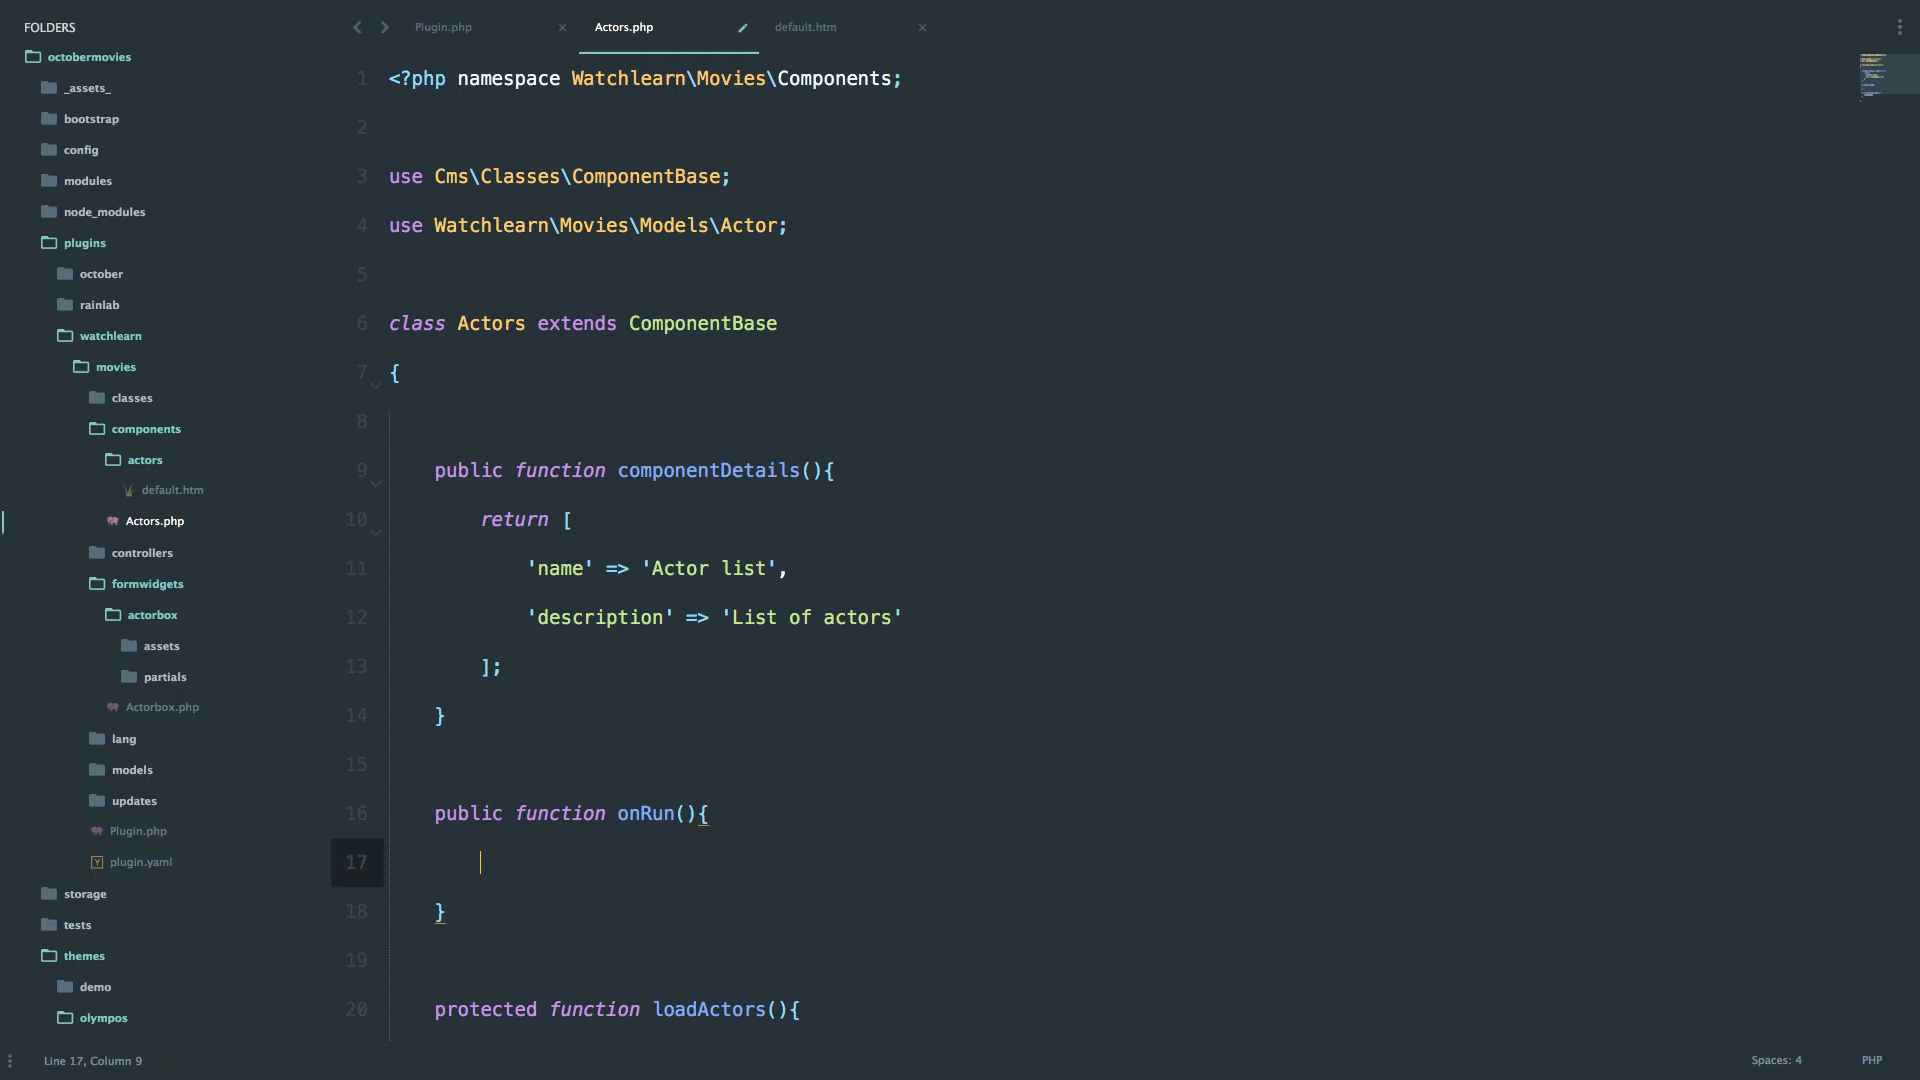 FOLDERS
octobermovies
_assets_
bootstrap
config
modules
node_modules
plugins
october
rainlab
watchlearn
movies
classes
components
actors
default.htm
Actors.php
controllers
formwidgets
actorbox
assets
partials
Actorbox.php
lang
models
updates
Plugin.php
plugin.yaml
storage
tests
themes
demo
olympos
Plugin.php × Actors.php default.htm ×
1 <?php namespace Watchlearn\Movies\Components;
2
3 use Cms\Classes\ComponentBase;
4 use Watchlearn\Movies\Models\Actor;
5
6 class Actors extends ComponentBase
7 {
8
9 public function componentDetails(){
10 return [
11 'name' => 'Actor list',
12 'description' => 'List of actors'
13 ];
14 }
15
16 public function onRun(){
17
18 }
19
20 protected function loadActors(){
Line 17, Column 9
Spaces: 4 PHP